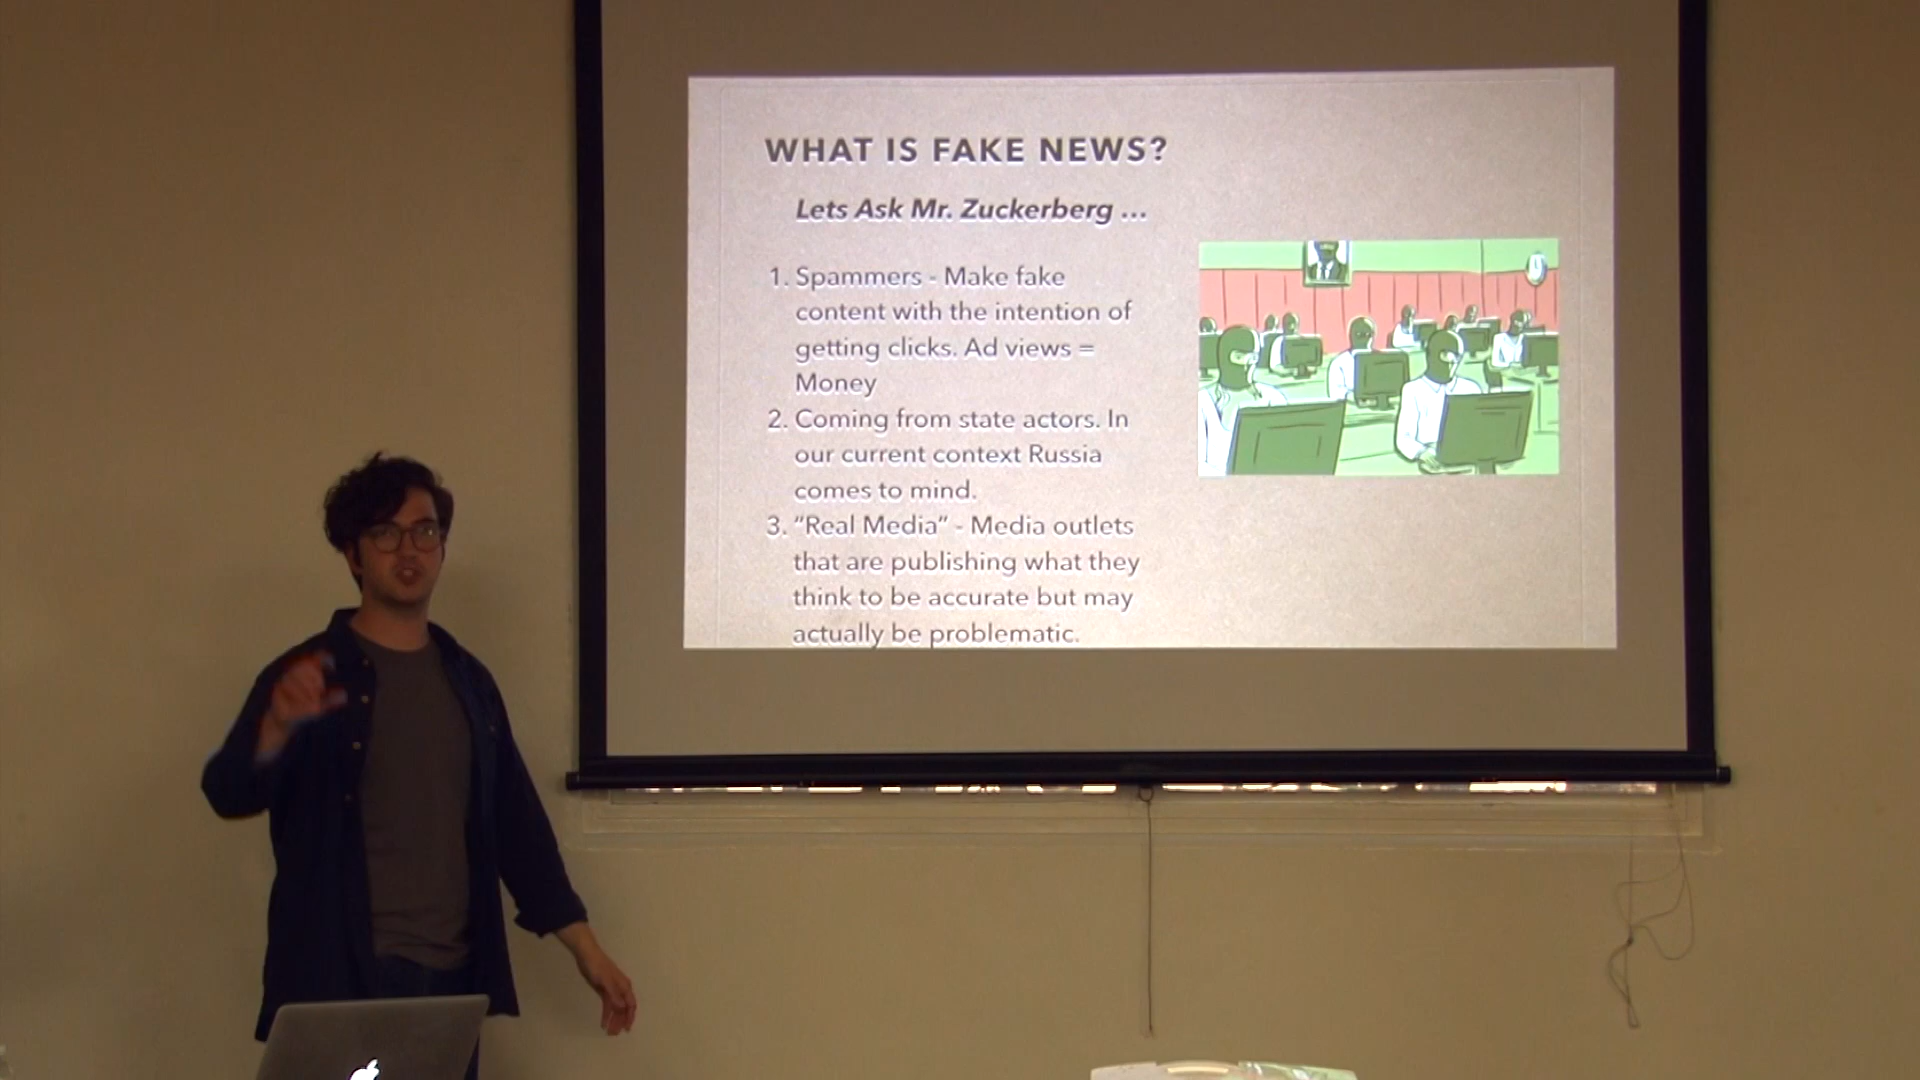 WHAT IS FAKE NEWS?
Lets Ask Mr. Zuckerberg ...
1. Spammers - Make fake
content with the intention of
getting clicks. Ad views =
Money
2. Coming from state actors. In
our current context Russia
comes to mind.
3. “Real Media” - Media outlets
that are publishing what they
think to be accurate but may
actually be problematic.